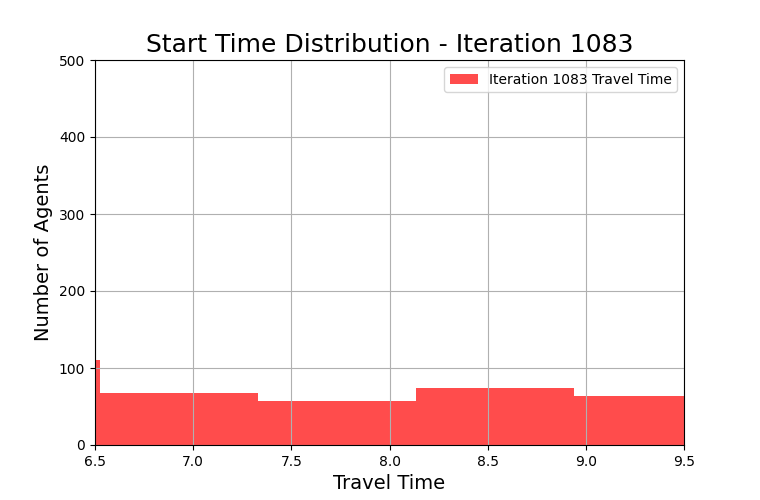 Start Time Distribution - Iteration 1083
Iteration 1083 Travel Time
Number of Agents
500
400
300
200
100
0
6.5 7.0 7.5 8.0 8.5 9.0 9.5
Travel Time